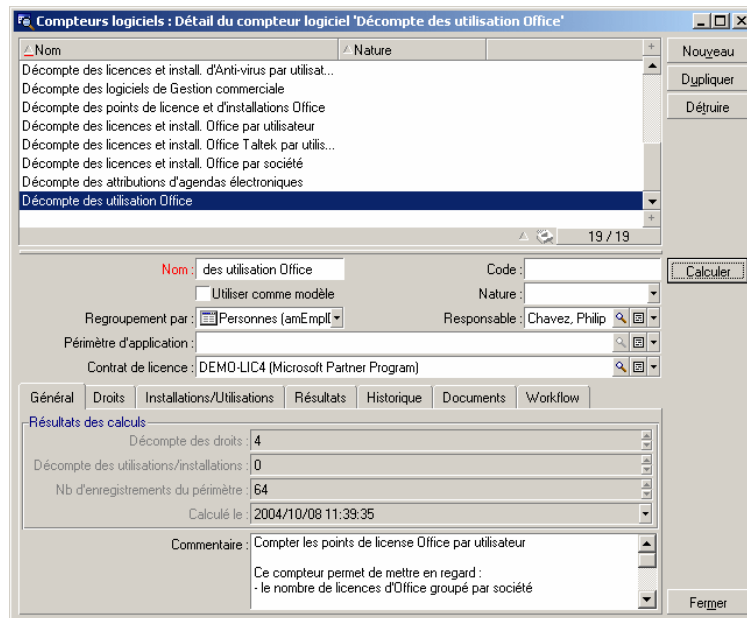 Compteurs logiciels : Détail du compteur logiciel 'Décompte des utilisation Office'
Nom Nature
Nouveau
Décompte des licences et install. d'Anti-virus par utilisat...
Dupliquer
Décompte des logiciels de Gestion commerciale
Décompte des points de licence et d'installations Office
Détruire
Décompte des licences et install. Office par utilisateur
Décompte des licences et install. Office Taltek par utilis...
Décompte des licences et install. Office par société
Décompte des attributions d'agendas électroniques
Décompte des utilisation Office
19 / 19
Nom : des utilisation Office Code :
Calculer
Utiliser comme modèle Nature :
Regroupement par : Personnes (amEmplD Responsable : Chavez, Philip
Périmètre d'application :
Contrat de licence : DEMO-LIC4 (Microsoft Partner Program)
Général Droits Installations/Utilisations Résultats Historique Documents Workflow
Résultats des calculs
Décompte des droits : 4
Décompte des utilisations/installations : 0
Nb d'enregistrements du périmètre : 64
Calculé le : 2004/10/08 11:39:35
Commentaire : Compter les points de license Office par utilisateur
Ce compteur permet de mettre en regard :
- le nombre de licences d'Office groupé par société
Fermer